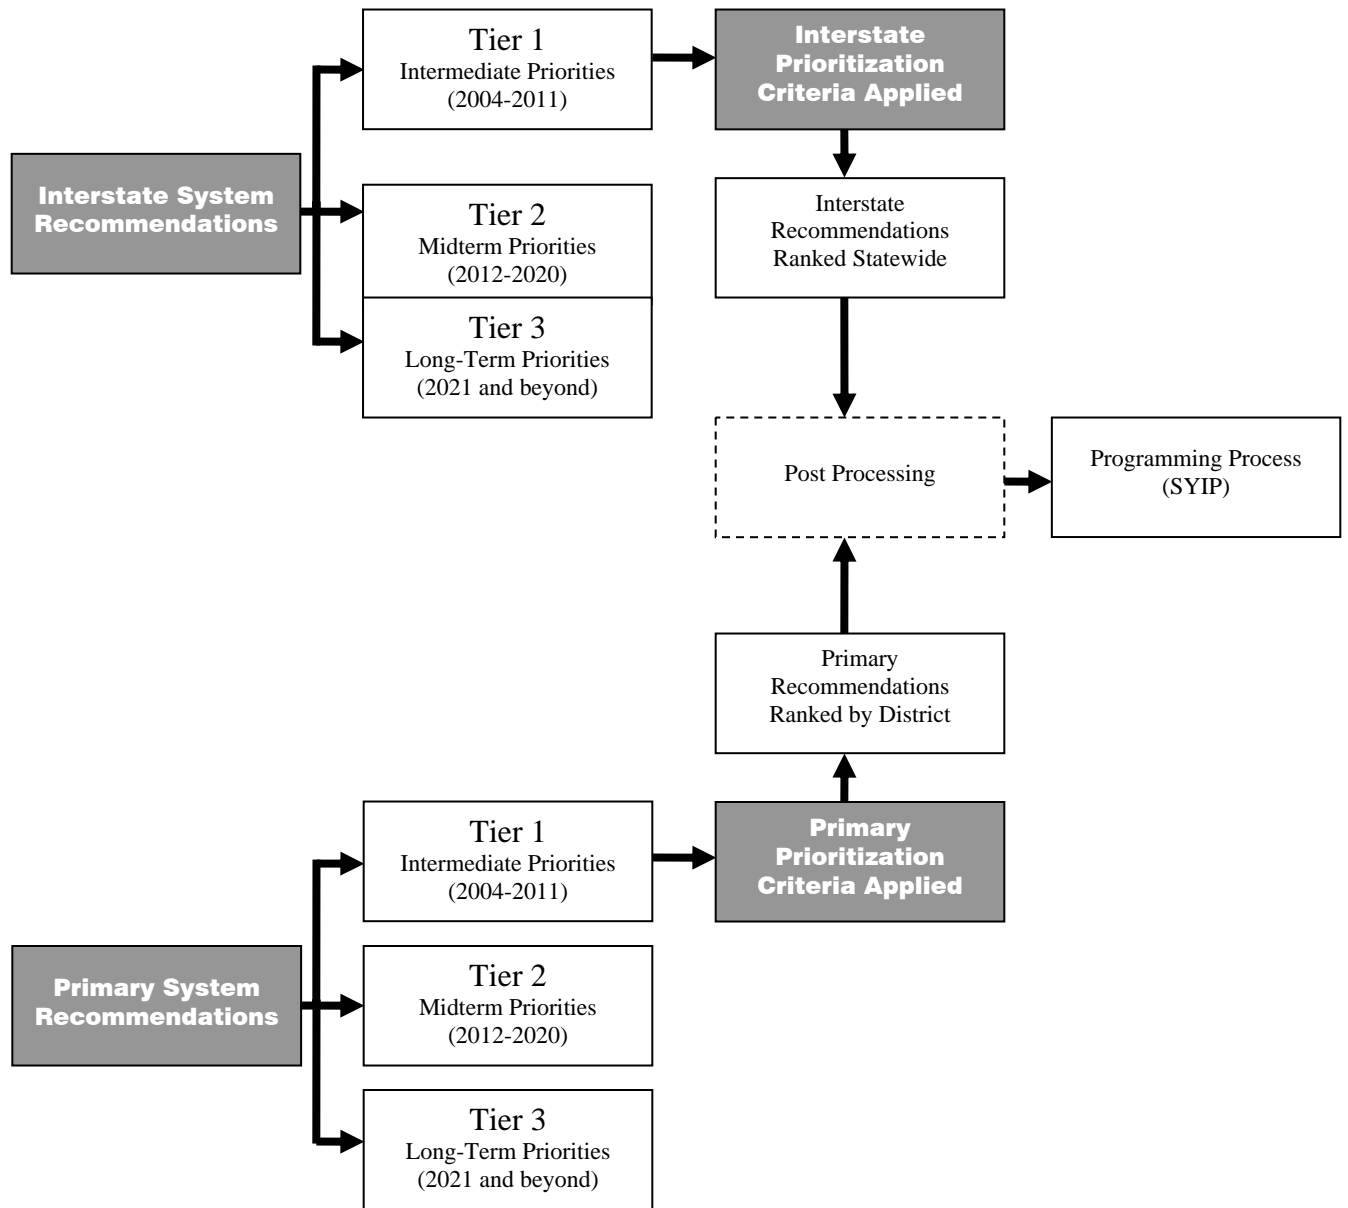 Tier 1
Intermediate Priorities
(2004-2011)
Interstate
Prioritization
Criteria Applied
Interstate System
Recommendations
Tier 2
Midterm Priorities
(2012-2020)
Interstate
Recommendations
Ranked Statewide
Tier 3
Long-Term Priorities
(2021 and beyond)
Post Processing
Programming Process
(SYIP)
Primary
Recommendations
Ranked by District
Tier 1
Intermediate Priorities
(2004-2011)
Primary
Prioritization
Criteria Applied
Primary System
Recommendations
Tier 2
Midterm Priorities
(2012-2020)
Tier 3
Long-Term Priorities
(2021 and beyond)